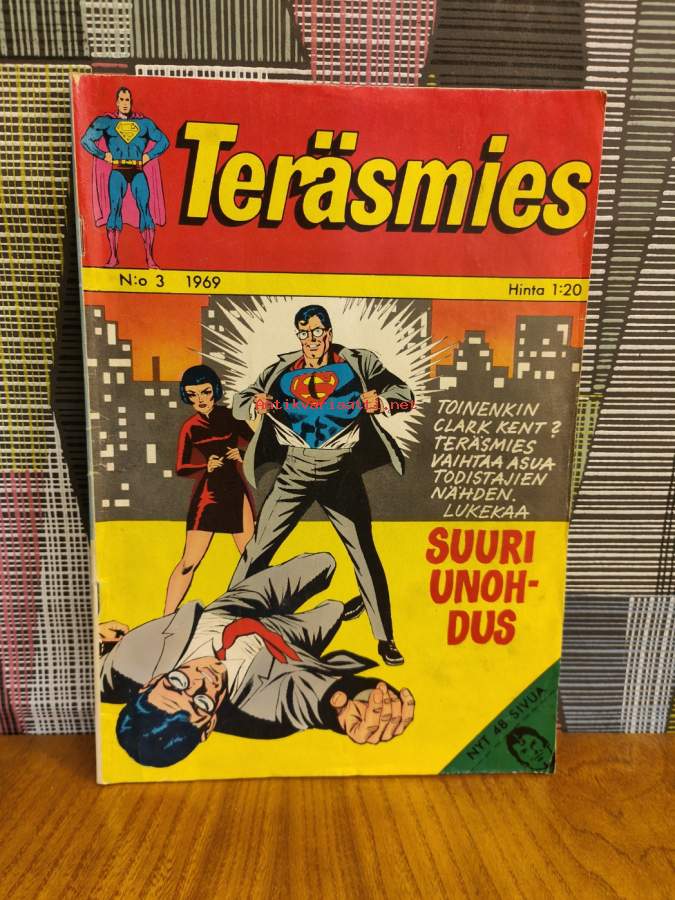 Teräsmies
N:o 3 1969
Hinta 1:20
Antikvariaatti.net
TOINENKIN
CLARK KENT?
TERÄSMIES
VAIHTAA ASUA
TODISTAJIEN
NÄHDEN.
LUKEKAA
SUURI
UNOH-
DUS
NYT 48 SIVUA